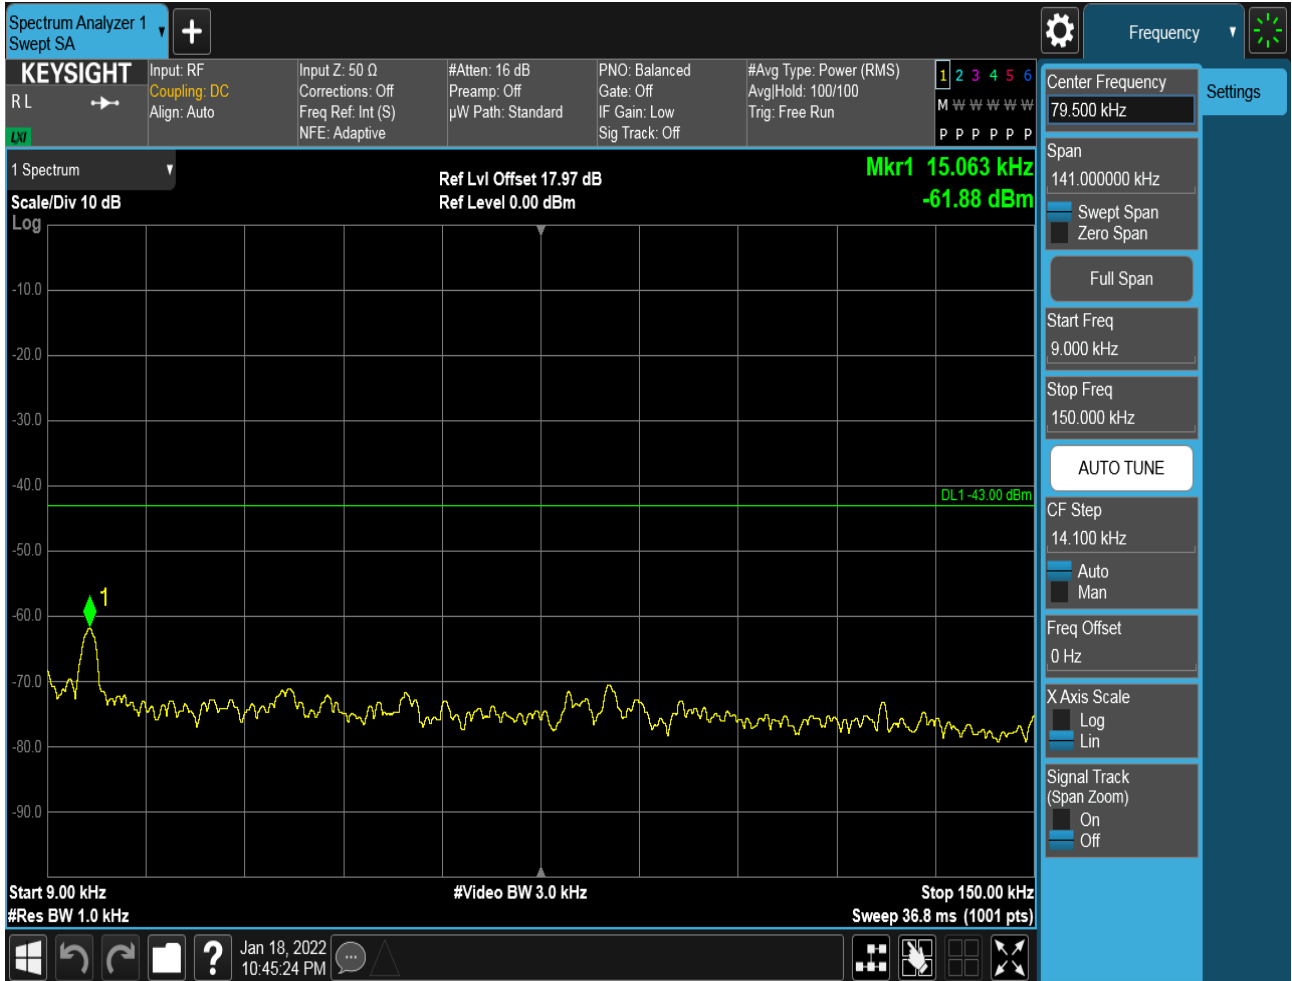 Spectrum Analyzer 1
Swept SA
Frequency
KEYSIGHT
R L
LXI
Input: RF
Coupling: DC
Align: Auto
Input Z: 50 Ω
Corrections: Off
Freq Ref: Int (S)
NFE: Adaptive
#Atten: 16 dB
Preamp: Off
µW Path: Standard
PNO: Balanced
Gate: Off
IF Gain: Low
Sig Track: Off
#Avg Type: Power (RMS)
Avg|Hold: 100/100
Trig: Free Run
1 2 3 4 5 6
M W W W W W
P P P P P P
1 Spectrum
Scale/Div 10 dB
Log
Ref Lvl Offset 17.97 dB
Ref Level 0.00 dBm
Mkr1 15.063 kHz
-61.88 dBm
-10.0
-20.0
-30.0
-40.0
DL1 -43.00 dBm
-50.0
1
-60.0
-70.0
-80.0
-90.0
Start 9.00 kHz
#Video BW 3.0 kHz
Stop 150.00 kHz
#Res BW 1.0 kHz
Sweep 36.8 ms (1001 pts)
Jan 18, 2022
10:45:24 PM
Center Frequency
79.500 kHz
Settings
Span
141.000000 kHz
Swept Span
Zero Span
Full Span
Start Freq
9.000 kHz
Stop Freq
150.000 kHz
AUTO TUNE
CF Step
14.100 kHz
Auto
Man
Freq Offset
0 Hz
X Axis Scale
Log
Lin
Signal Track
(Span Zoom)
On
Off